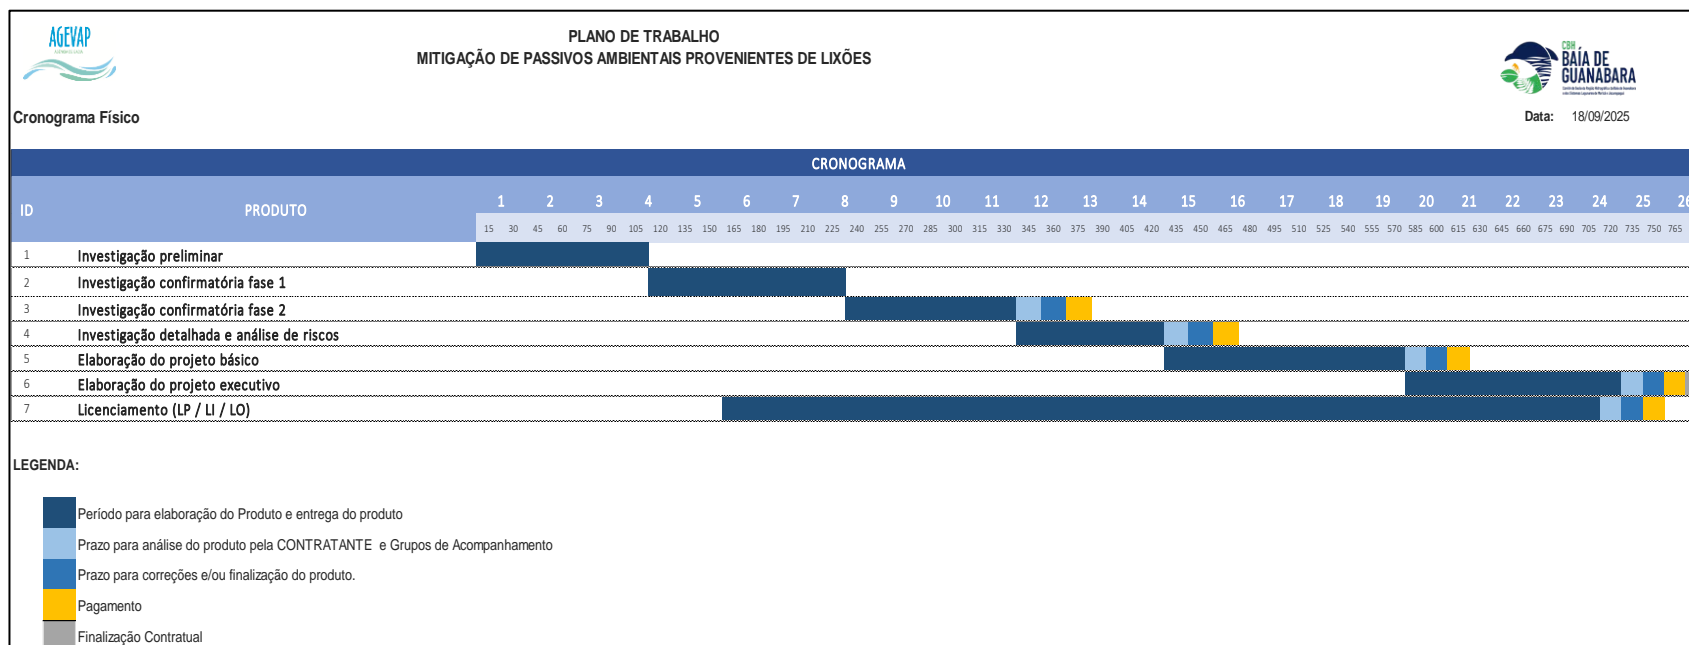 AGEVAP
PLANO DE TRABALHO
MITIGAÇÃO DE PASSIVOS AMBIENTAIS PROVENIENTES DE LIXÕES
CBH
BAÍA DE
GUANABARA
Cronograma Físico
Data: 18/09/2025
CRONOGRAMA
ID PRODUTO 1 2 3 4 5 6 7 8 9 10 11 12 13 14 15 16 17 18 19 20 21 22 23 24 25 26
15 30 45 60 75 90 105 120 135 150 165 180 195 210 225 240 255 270 285 300 315 330 345 360 375 390 405 420 435 450 465 480 495 510 525 540 555 570 585 600 615 630 645 660 675 690 705 720 735 750 765
1 Investigação preliminar
2 Investigação confirmatória fase 1
3 Investigação confirmatória fase 2
4 Investigação detalhada e análise de riscos
5 Elaboração do projeto básico
6 Elaboração do projeto executivo
7 Licenciamento (LP / LI / LO)
LEGENDA:
Período para elaboração do Produto e entrega do produto
Prazo para análise do produto pela CONTRATANTE e Grupos de Acompanhamento
Prazo para correções e/ou finalização do produto.
Pagamento
Finalização Contratual